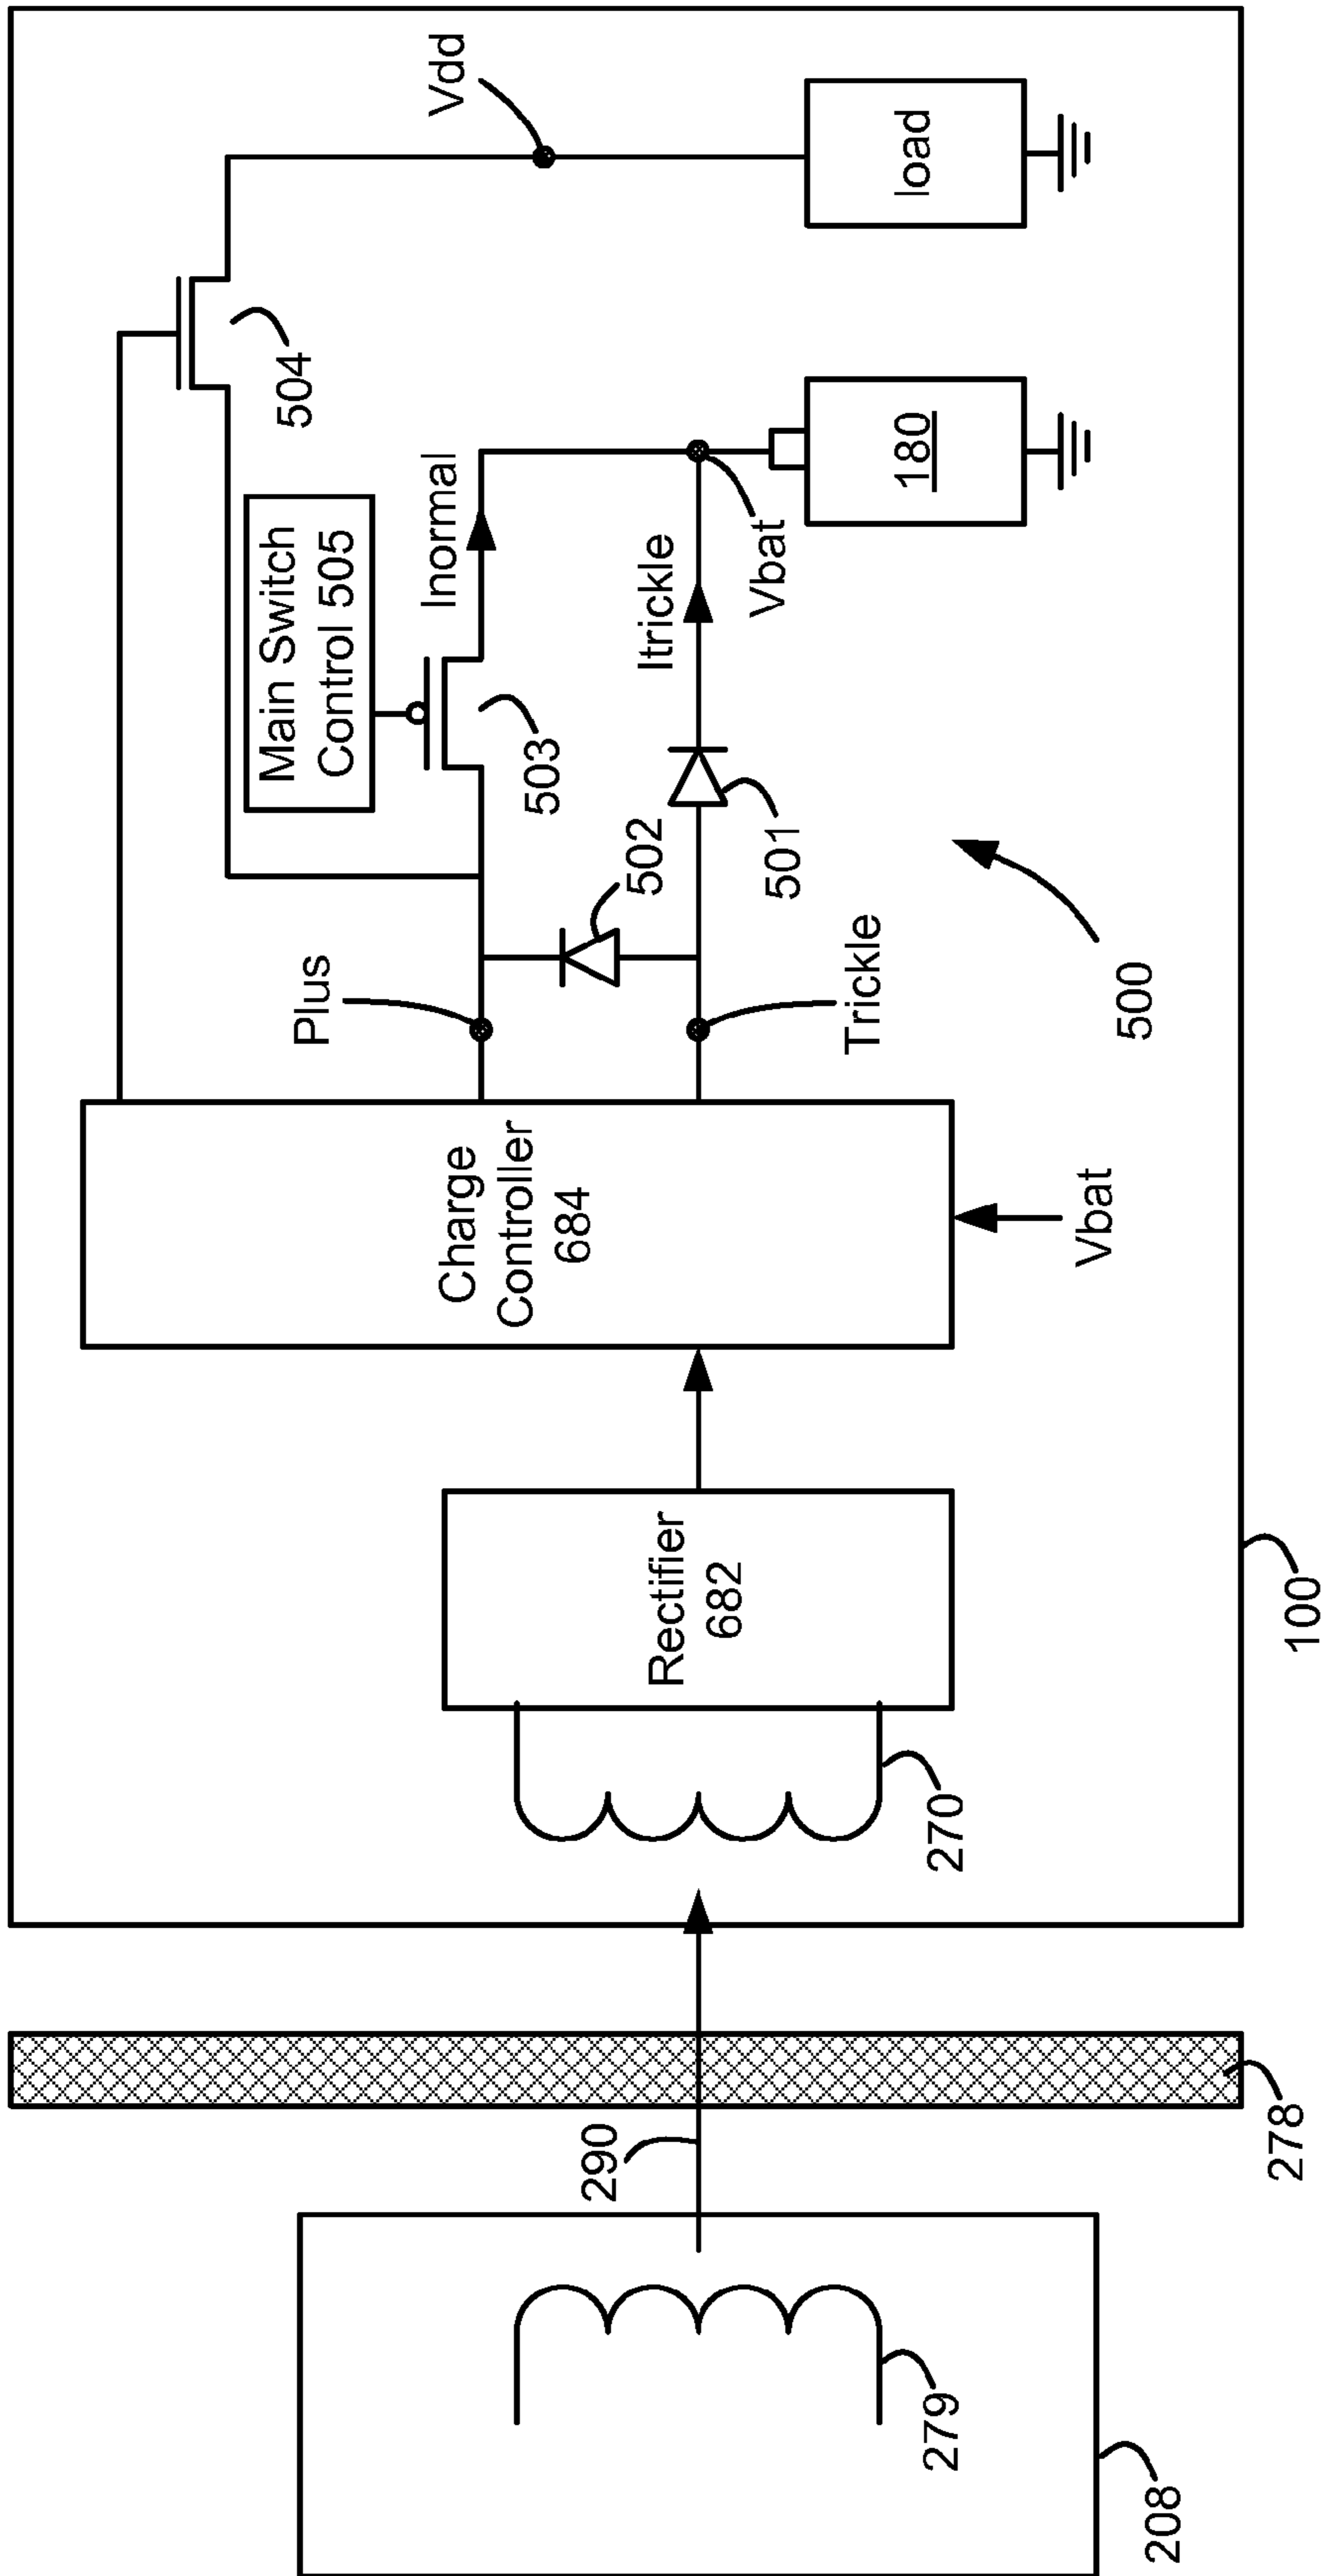 Vdd
504
Main Switch
Control 505
Inormal
503
Plus
502
Itrickle
Vbat
501
Trickle
180
load
Charge
Controller
684
Vbat
500
Rectifier
682
270
100
290
278
279
208